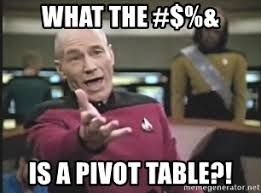 WHAT THE #$%&
IS A PIVOT TABLE?!
memegenerator.net